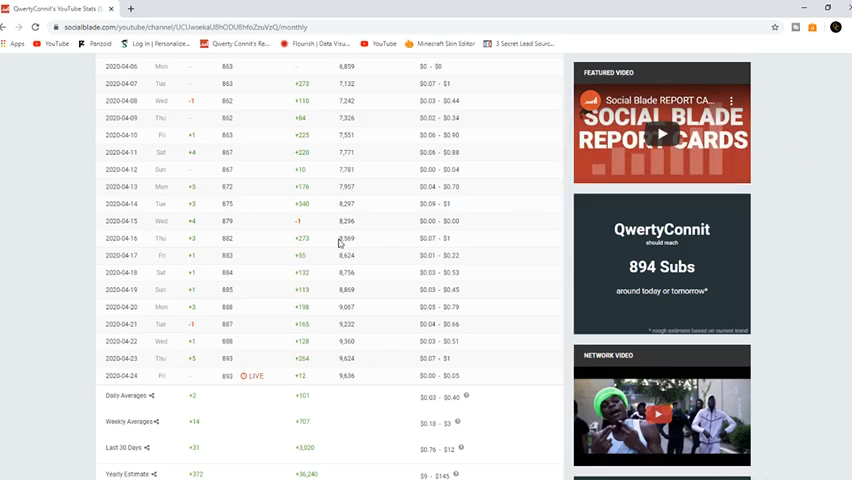 QwertyConnit's YouTube Stats (S
socialblade.com/youtube/channel/UCUwsekaU8hODU8hfoZzuVzQ/monthly
Apps YouTube Panzoid Log In | Personalize... Qwerty Connit's Re... Flourish | Data Visu... YouTube Minecraft Skin Editor 3 Secret Lead Sourc...
2020-04-06 Mon -- 863 -- 6,859 $0 - $0
2020-04-07 Tue -- 863 +273 7,132 $0.07 - $1
2020-04-08 Wed -1 862 +110 7,242 $0.03 - $0.44
2020-04-09 Thu -- 862 +84 7,326 $0.02 - $0.34
2020-04-10 Fri +1 863 +225 7,551 $0.06 - $0.90
2020-04-11 Sat +4 867 +220 7,771 $0.06 - $0.88
2020-04-12 Sun -- 867 +10 7,781 $0.00 - $0.04
2020-04-13 Mon +5 872 +176 7,957 $0.04 - $0.70
2020-04-14 Tue +3 875 +340 8,297 $0.09 - $1
2020-04-15 Wed +4 879 -1 8,296 $0.00 - $0.00
2020-04-16 Thu +3 882 +273 8,569 $0.07 - $1
2020-04-17 Fri +1 883 +55 8,624 $0.01 - $0.22
2020-04-18 Sat +1 884 +132 8,756 $0.03 - $0.53
2020-04-19 Sun +1 885 +113 8,869 $0.03 - $0.45
2020-04-20 Mon +3 888 +198 9,067 $0.05 - $0.79
2020-04-21 Tue -1 887 +165 9,232 $0.04 - $0.66
2020-04-22 Wed +1 888 +128 9,360 $0.03 - $0.51
2020-04-23 Thu +5 893 +264 9,624 $0.07 - $1
2020-04-24 Fri -- 893 LIVE +12 9,636 $0.00 - $0.05
Daily Averages +2 +101 $0.03 - $0.40
Weekly Averages +14 +707 $0.18 - $3
Last 30 Days +31 +3,020 $0.76 - $12
Yearly Estimate +372 +36,240 $9 - $145
FEATURED VIDEO
Social Blade REPORT CA...
SOCIAL BLADE
REPORT CARDS
QwertyConnit
should reach
894 Subs
around today or tomorrow*
* rough estimate based on current trend
NETWORK VIDEO